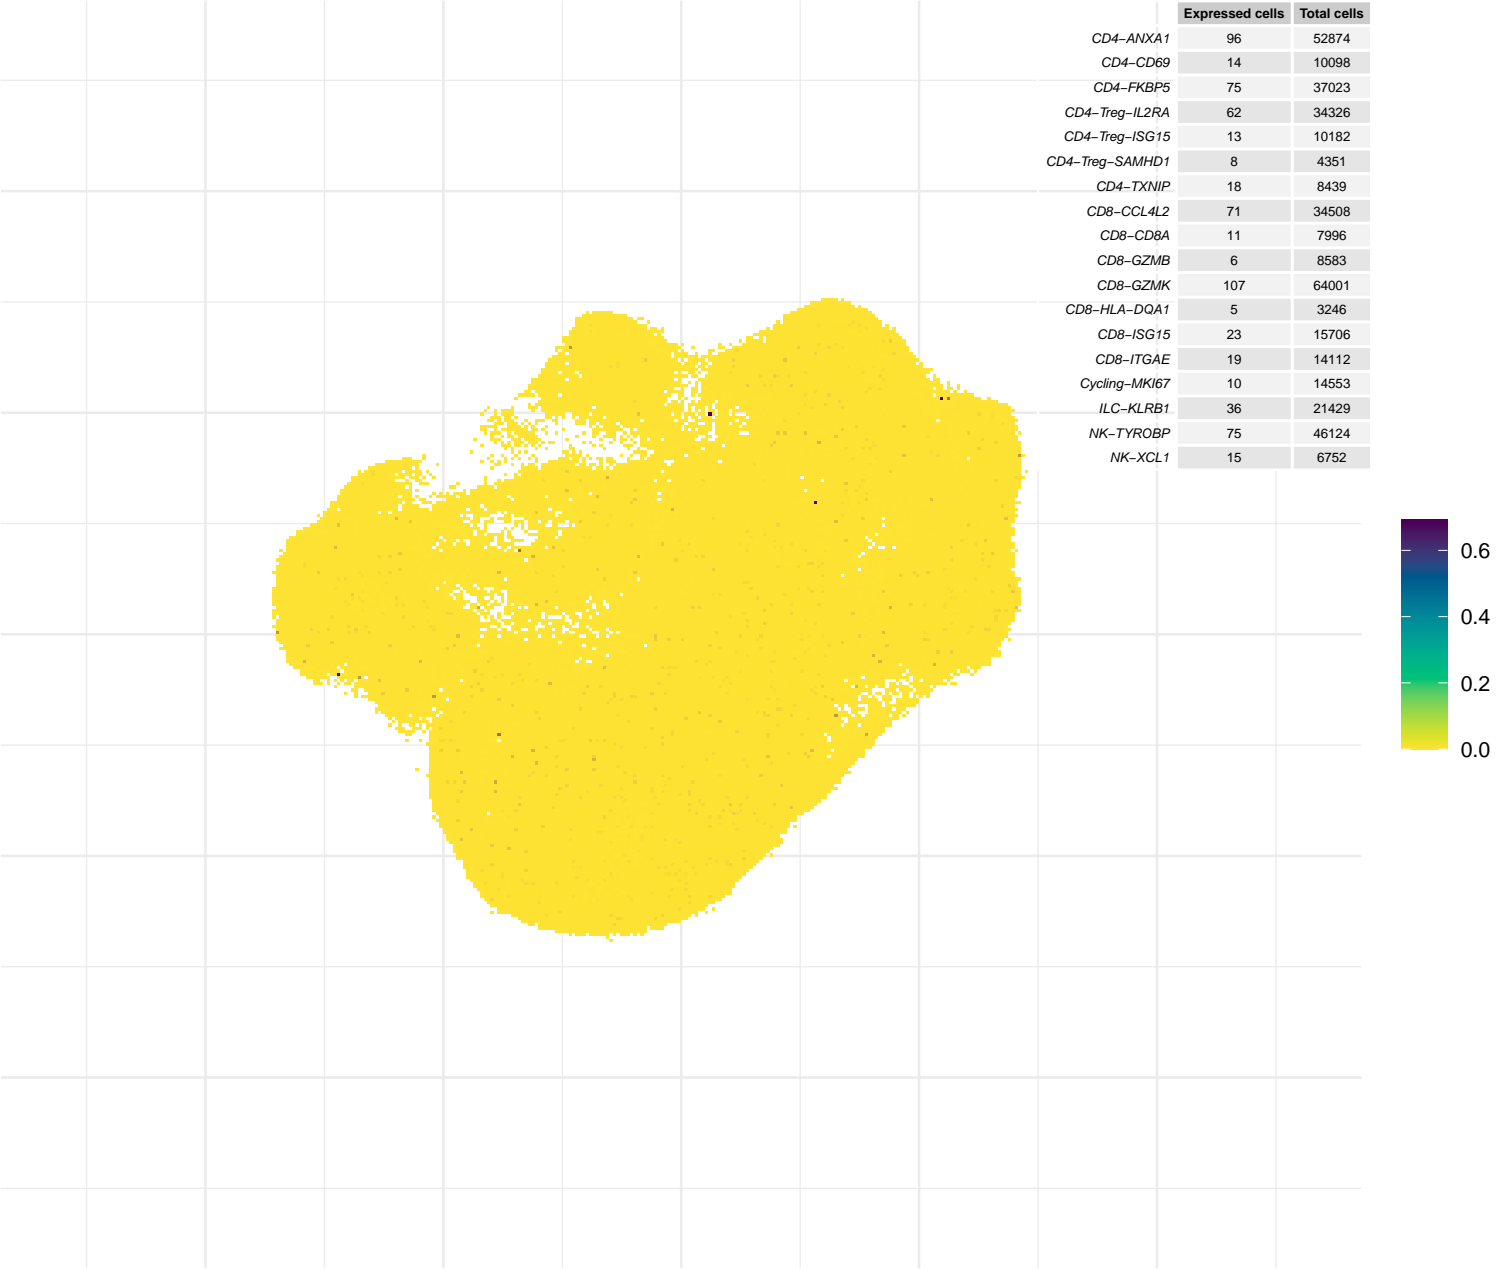 Expressed cells Total cells
CD4−ANXA1 96 52874
CD4−CD69 14 10098
CD4−FKBP5 75 37023
CD4−Treg−IL2RA 62 34326
CD4−Treg−ISG15 13 10182
CD4−Treg−SAMHD1 8 4351
CD4−TXNIP 18 8439
CD8−CCL4L2 71 34508
CD8−CD8A 11 7996
CD8−GZMB 6 8583
CD8−GZMK 107 64001
CD8−HLA−DQA1 5 3246
CD8−ISG15 23 15706
CD8−ITGAE 19 14112
Cycling−MKI67 10 14553
ILC−KLRB1 36 21429
NK−TYROBP 75 46124
NK−XCL1 15 6752
0.6
0.4
0.2
0.0